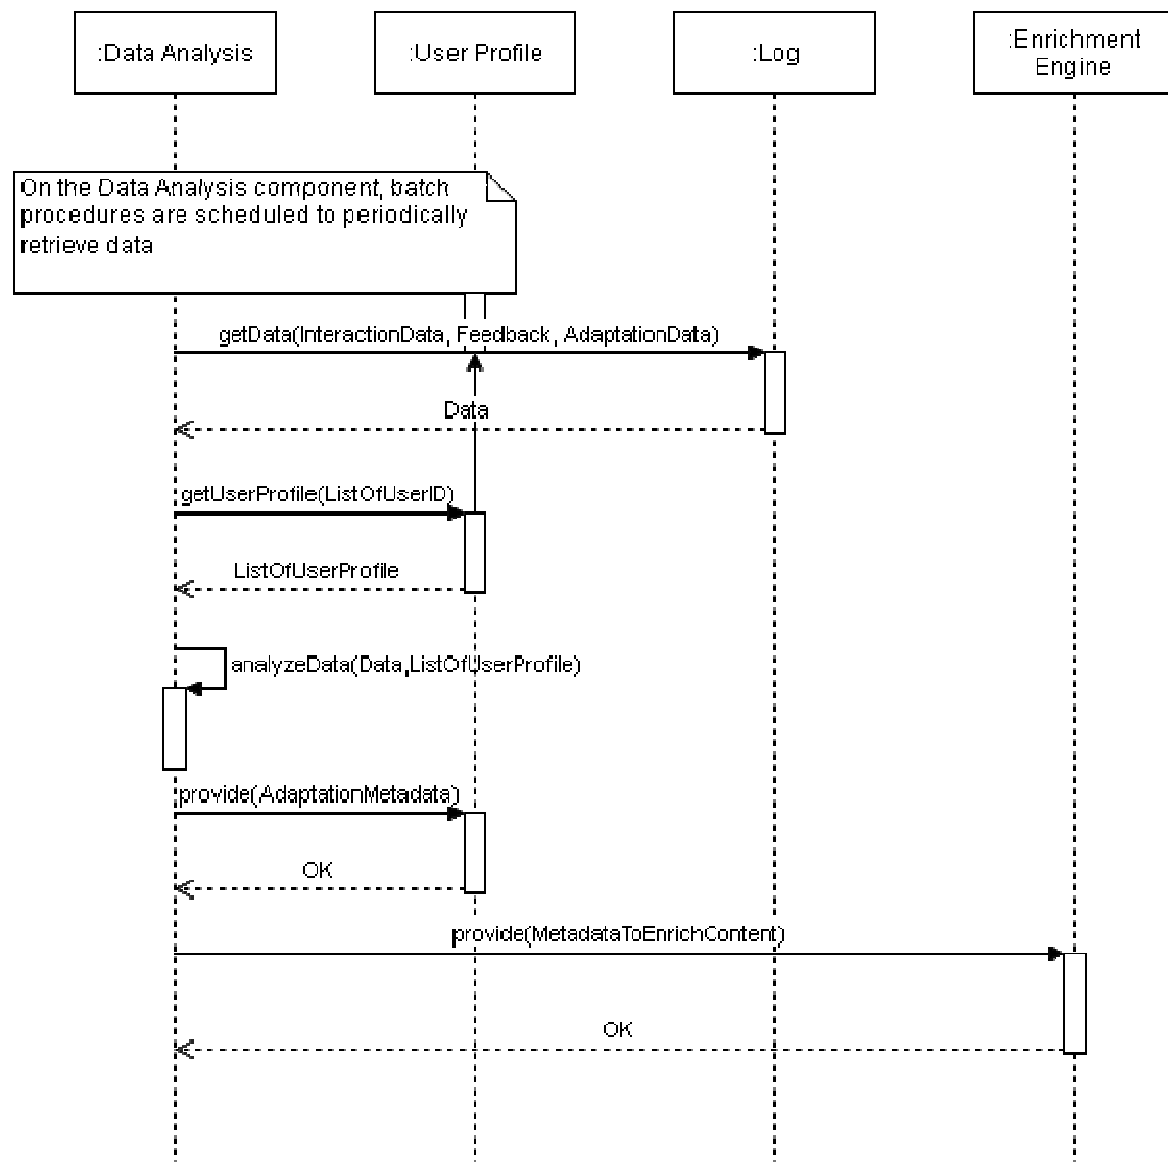 :Data Analysis
:User Profile
:Log
:Enrichment
Engine
On the Data Analysis component, batch
procedures are scheduled to periodically
retrieve data
getData(InteractionData, Feedback, AdaptationData)
Data
getUserProfile(ListOfUserID)
ListOfUserProfile
analyzeData(Data,ListOfUserProfile)
provide(AdaptationMetadata)
OK
provide(MetadataToEnrichContent)
OK